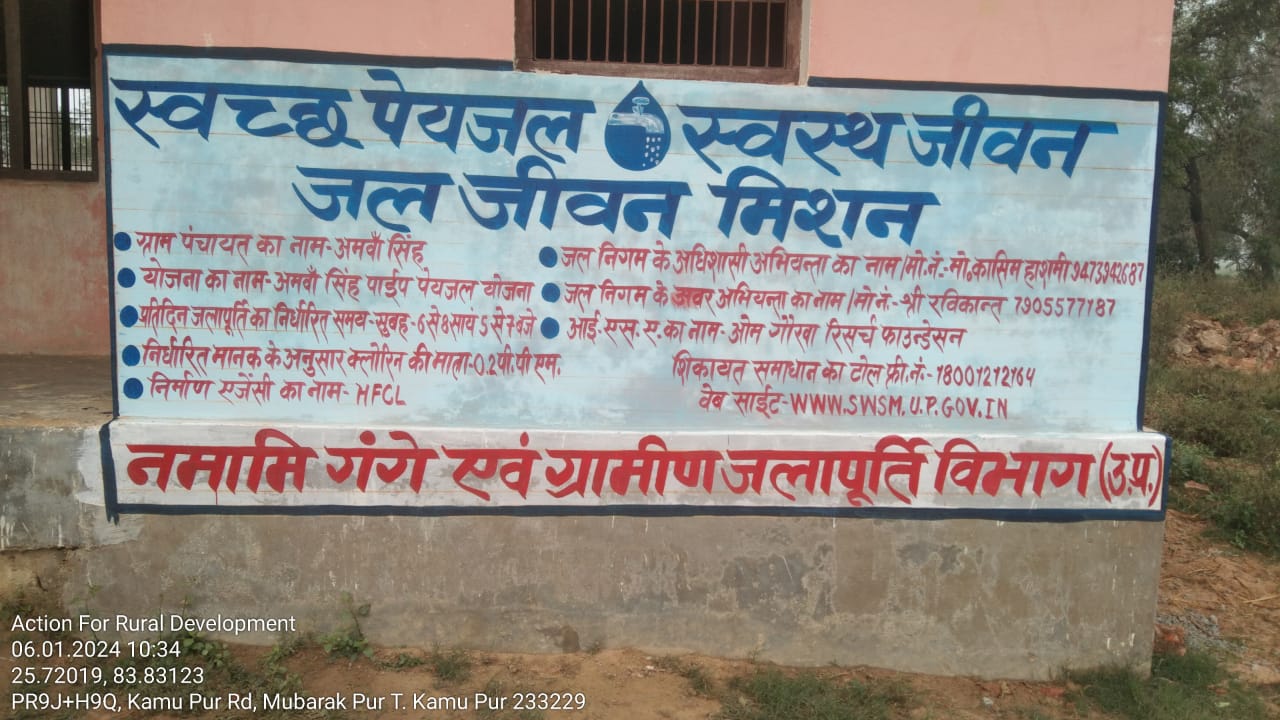 स्वच्छ पेयजल स्वस्थ जीवन
जल जीवन मिशन
ग्राम पंचायत का नाम- अमवाँ सिंह
योजना का नाम- अमवाँ सिंह पाईप पेयजल योजना
प्रतिदिन जलापूर्ति का निर्धारित समय- सुबह- 6 से 8 सायं 5 से 7 बजे
निर्धारित मानक के अनुसार क्लोरिन की मात्रा- 0.2 पी. पी एम.
निर्माण एजेंसी का नाम- HFCL
जल निगम के अधिशासी अभियन्ता का नाम/मो.नं.- मो. कासिम हाशमी 9473942687
जल निगम के अवर अभियन्ता का नाम/मो नं- श्री रविकान्त 7905577187
आई. एस. ए. का नाम- ओम गौरखा रिसर्च फाउन्डेसन
शिकायत समाधान का टोल फ्री. नं.- 18001212164
वेब साईट- WWW.SWSM.U.P.GOV.IN
नमामि गंगे एवं ग्रामीण जलापूर्ति विभाग (उ.प्र.)
Action For Rural Development
06.01.2024 10:34
25.72019, 83.83123
PR9J+H9Q, Kamu Pur Rd, Mubarak Pur T. Kamu Pur 233229